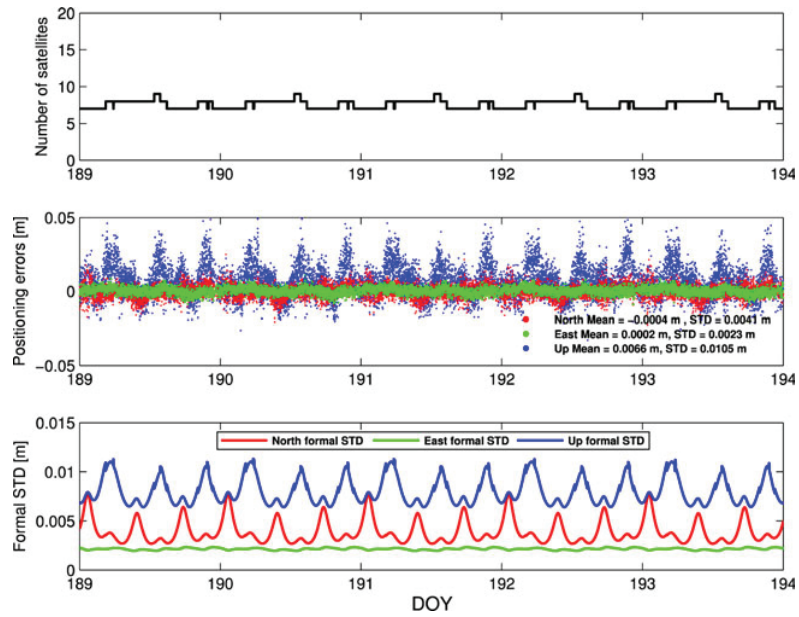 Number of satellites
20
15
10
5
0
189 190 191 192 193 194
Positioning errors [m]
0.05
0
−0.05
North Mean = −0.0004 m , STD = 0.0041 m
East Mean = 0.0002 m, STD = 0.0023 m
Up Mean = 0.0066 m, STD = 0.0105 m
189 190 191 192 193 194
Formal STD [m]
0.015
0.01
0.005
0
North formal STD East formal STD Up formal STD
189 190 191 192 193 194
DOY